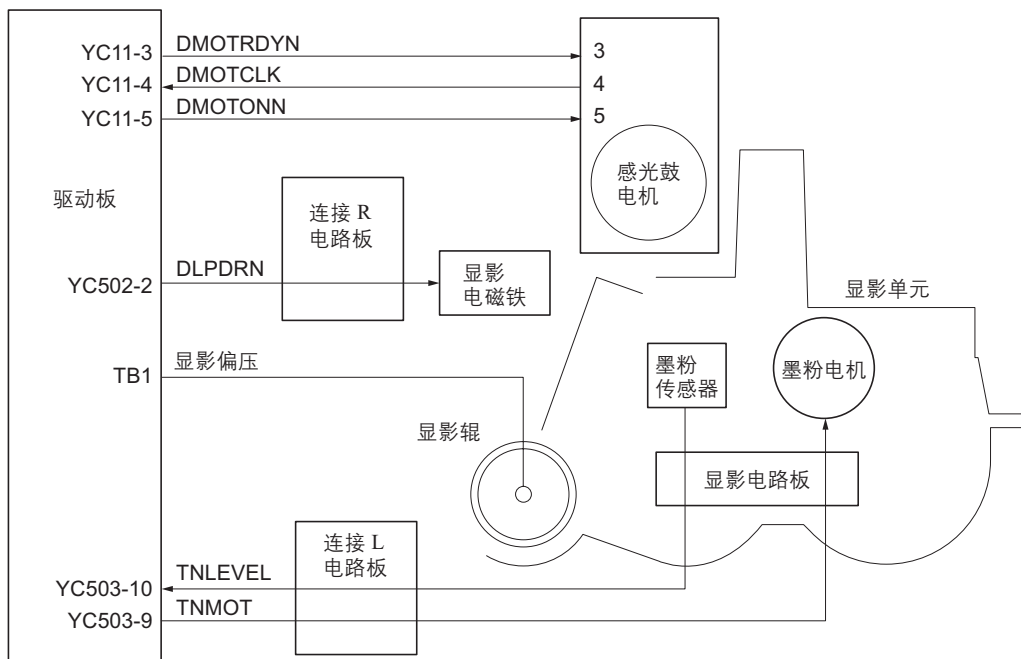 YC11-3 DMOTRDYN 3
YC11-4 DMOTCLK 4
YC11-5 DMOTONN 5
感光鼓
电机
驱动板
连接 R
电路板
YC502-2 DLPDRN
显影
电磁铁
显影单元
TB1 显影偏压
墨粉
传感器
墨粉电机
显影辊
显影电路板
连接 L
电路板
YC503-10 TNLEVEL
YC503-9 TNMOT